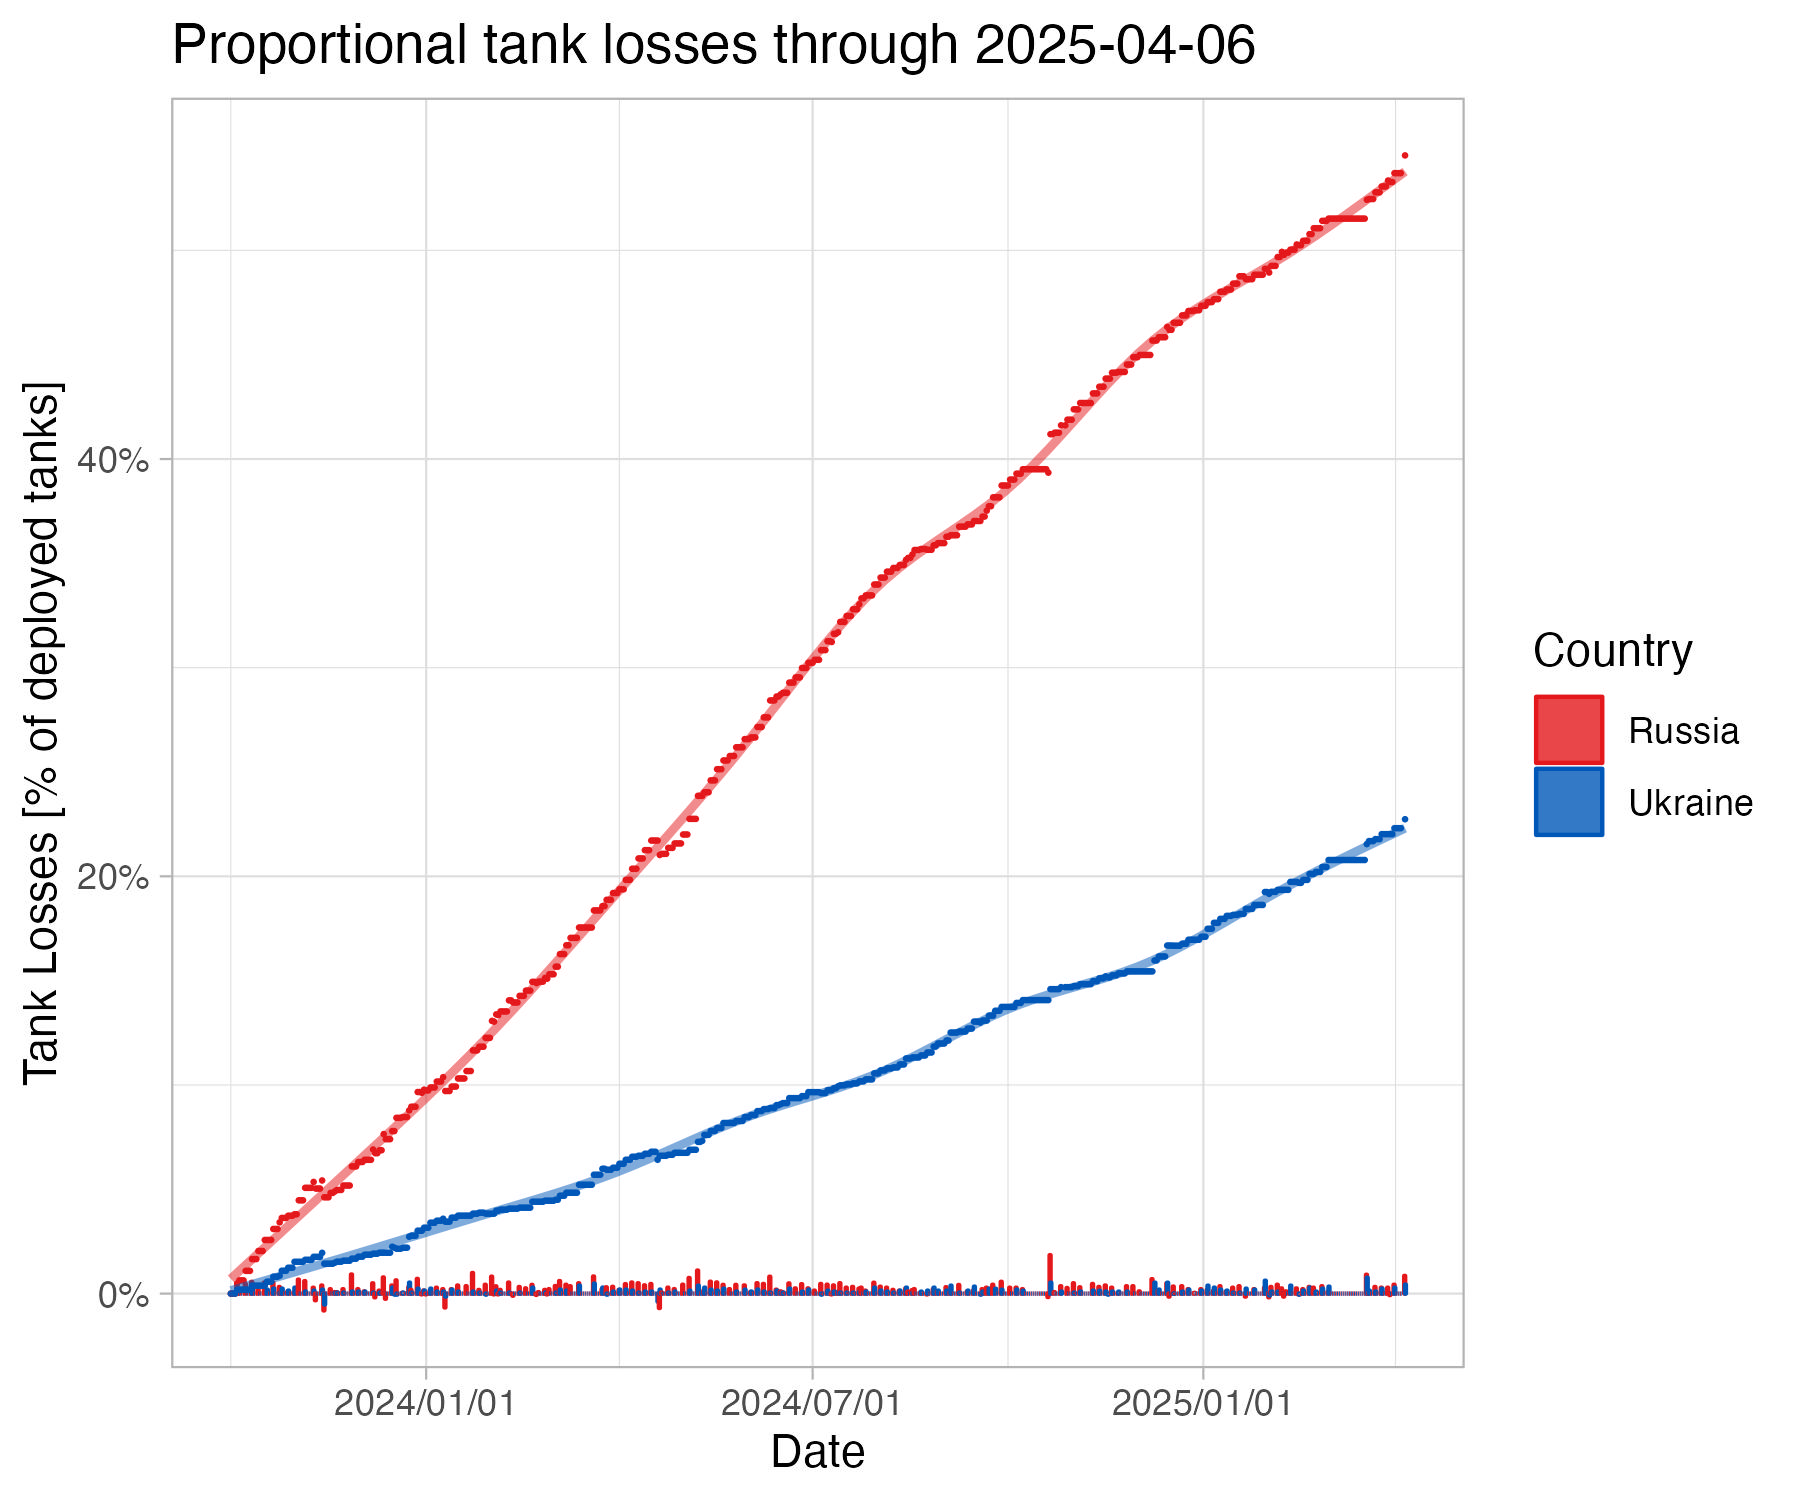 Proportional tank losses through 2025-04-06
Tank Losses [% of deployed tanks]
40%
20%
0%
2024/01/01
2024/07/01
2025/01/01
Date
Country
Russia
Ukraine